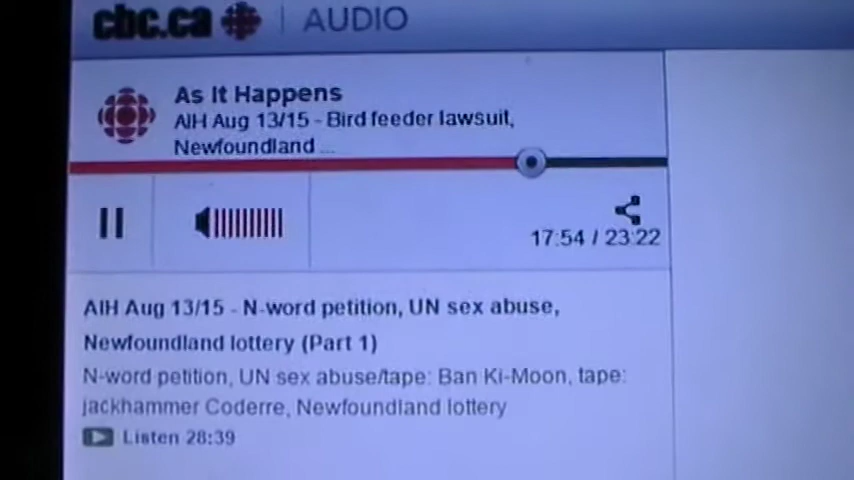 cbc.ca | AUDIO
As It Happens
AIH Aug 13/15 - Bird feeder lawsuit,
Newfoundland ...
17:54 / 23:22
AIH Aug 13/15 - N-word petition, UN sex abuse,
Newfoundland lottery (Part 1)
N-word petition, UN sex abuse/tape: Ban Ki-Moon, tape:
jackhammer Coderre, Newfoundland lottery
Listen 28:39